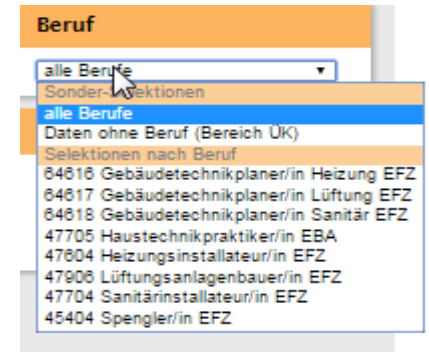 Beruf
alle Berufe
Sonder-Selektionen
alle Berufe
Daten ohne Beruf (Bereich ÜK)
Selektionen nach Beruf
64616 Gebäudetechnikplaner/in Heizung EFZ
64617 Gebäudetechnikplaner/in Lüftung EFZ
64618 Gebäudetechnikplaner/in Sanitär EFZ
47705 Haustechnikpraktiker/in EBA
47604 Heizungsinstallateur/in EFZ
47906 Lüftungsanlagenbauer/in EFZ
47704 Sanitärinstallateur/in EFZ
45404 Spengler/in EFZ